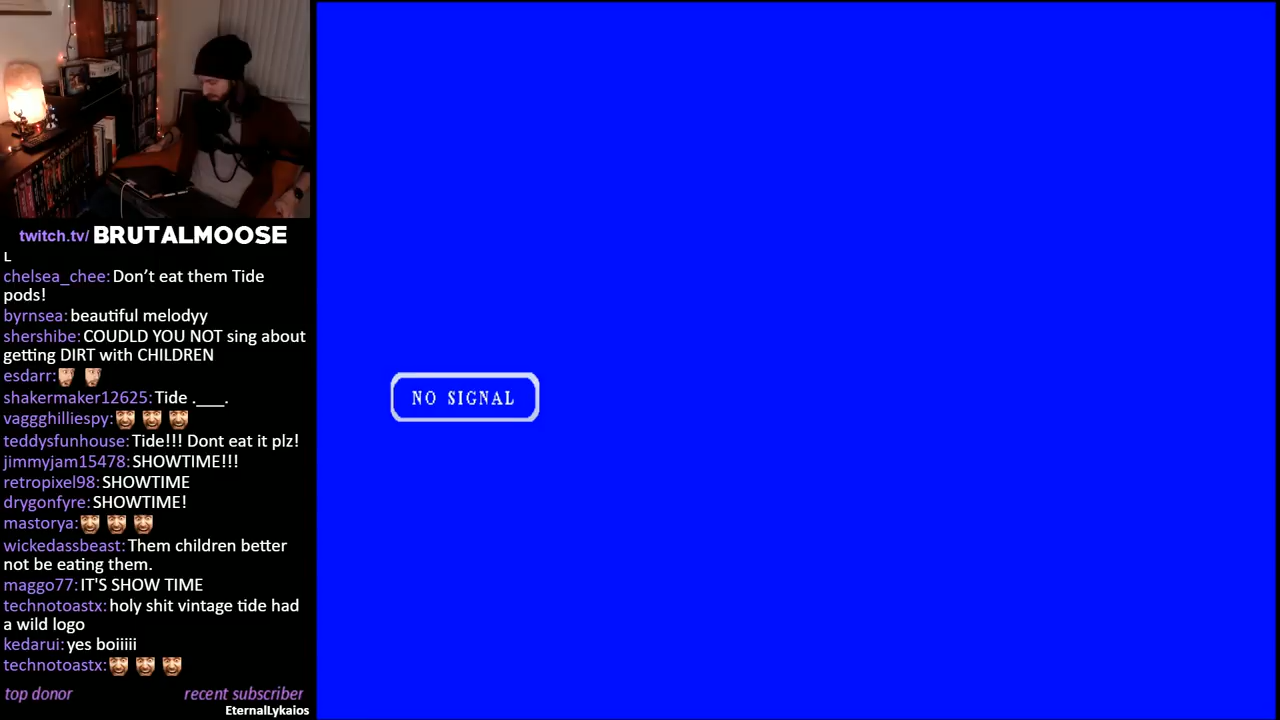 twitch.tv/ BRUTALMOOSE
L
chelsea_chee: Don’t eat them Tide
pods!
byrnsea: beautiful melodyy
shershibe: COUDLD YOU NOT sing about
getting DIRT with CHILDREN
esdarr:
shakermaker12625: Tide .___.
vaggghilliespy:
teddysfunhouse: Tide!!! Dont eat it plz!
jimmyjam15478: SHOWTIME!!!
retropixel98: SHOWTIME
drygonfyre: SHOWTIME!
mastorya:
wickedassbeast: Them children better
not be eating them.
maggo77: IT'S SHOW TIME
technotoastx: holy shit vintage tide had
a wild logo
kedarui: yes boiiiii
technotoastx:
top donor
recent subscriber
EternalLykaios
NO SIGNAL